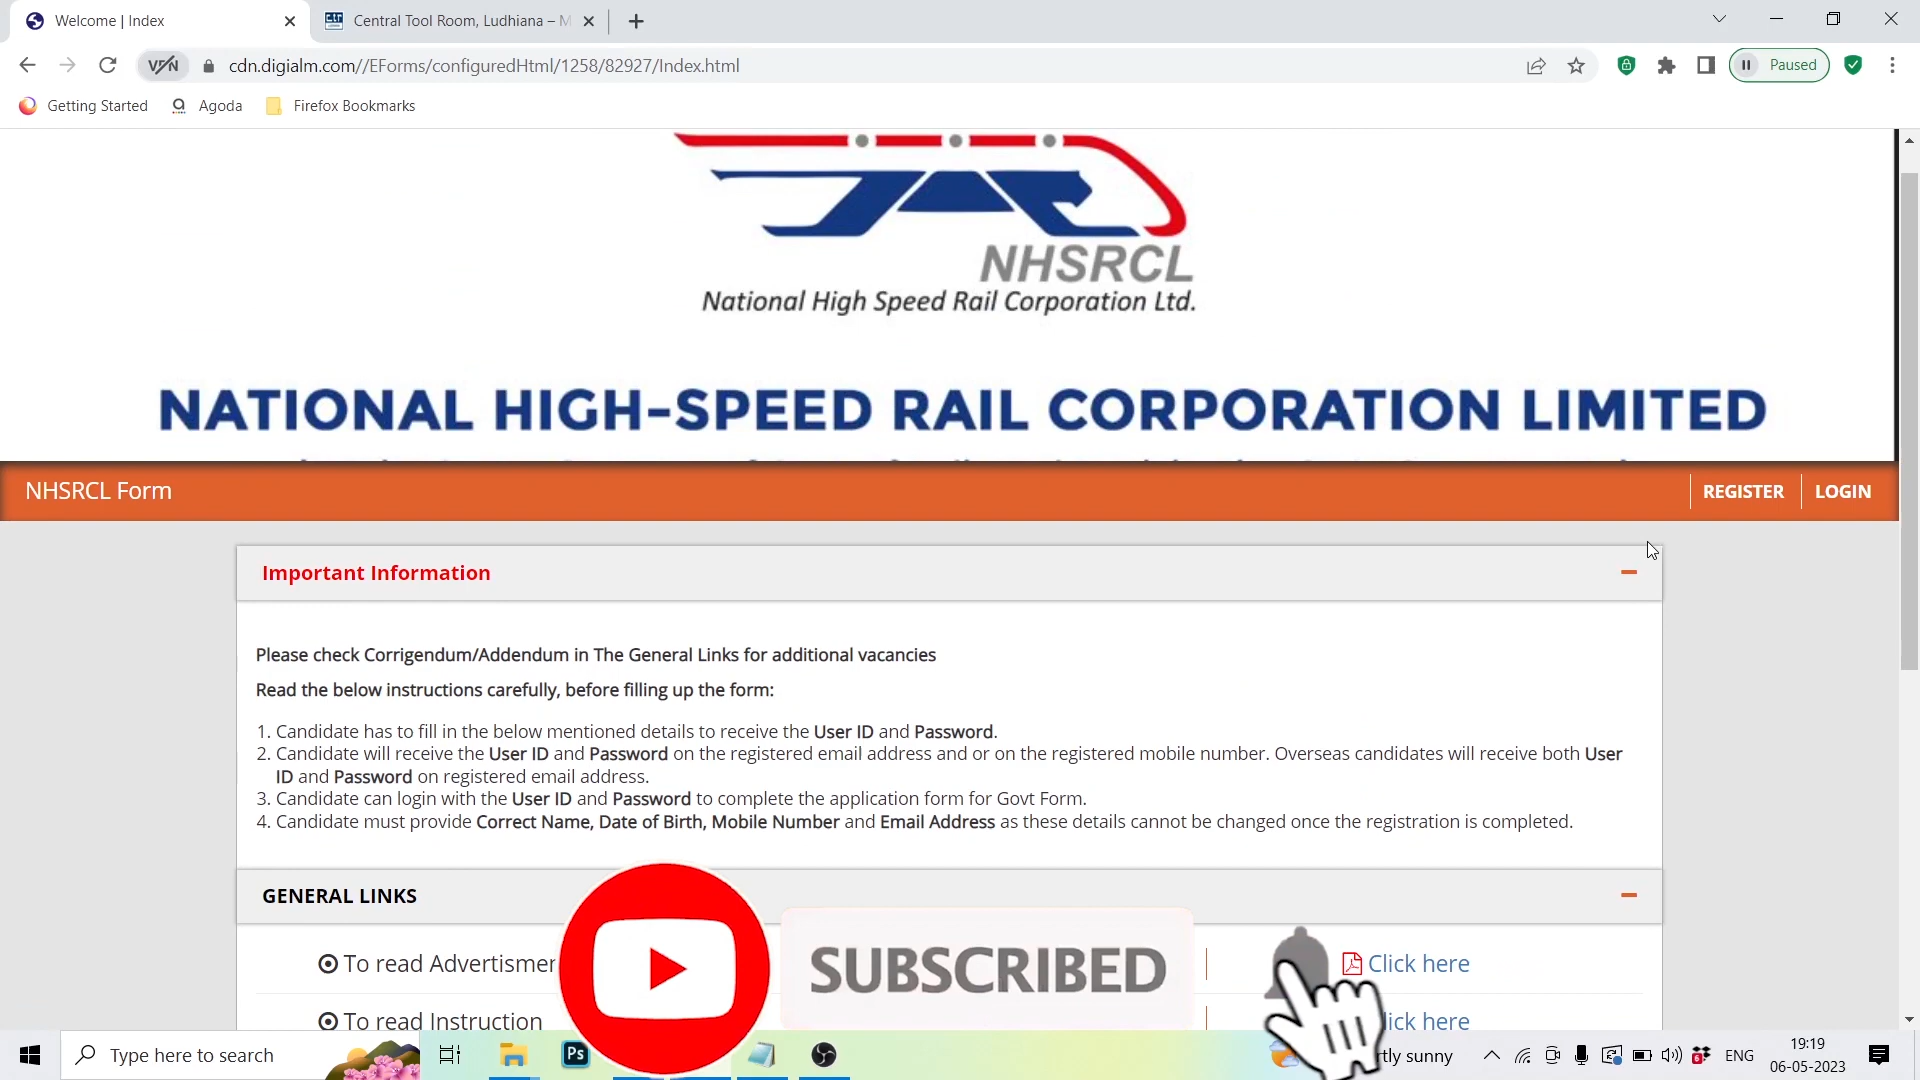 Welcome | Index
Central Tool Room, Ludhiana – M
VPN
cdn.digialm.com//EForms/configuredHtml/1258/82927/Index.html
Paused
Getting Started
Agoda
Firefox Bookmarks
NHSRCL
National High Speed Rail Corporation Ltd.
NATIONAL HIGH-SPEED RAIL CORPORATION LIMITED
NHSRCL Form
REGISTER
LOGIN
Important Information
Please check Corrigendum/Addendum in The General Links for additional vacancies
Read the below instructions carefully, before filling up the form:
1. Candidate has to fill in the below mentioned details to receive the User ID and Password.
2. Candidate will receive the User ID and Password on the registered email address and or on the registered mobile number. Overseas candidates will receive both User
ID and Password on registered email address.
3. Candidate can login with the User ID and Password to complete the application form for Govt Form.
4. Candidate must provide Correct Name, Date of Birth, Mobile Number and Email Address as these details cannot be changed once the registration is completed.
GENERAL LINKS
To read Advertismen
Click here
SUBSCRIBED
To read Instruction
lick here
Type here to search
Ps
rtly sunny
ENG
19:19
06-05-2023